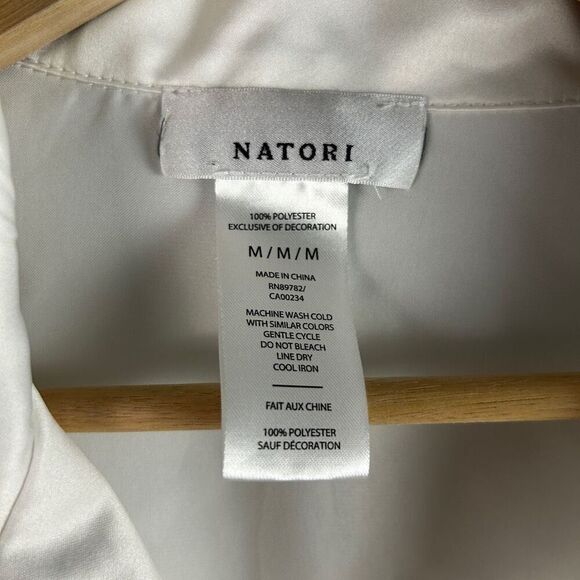 NATORI
100% POLYESTER
EXCLUSIVE OF DECORATION
M/M/M
MADE IN CHINA
RN89782/
CA00234
MACHINE WASH COLD
WITH SIMILAR COLORS
GENTLE CYCLE
DO NOT BLEACH
LINE DRY
COOL IRON
FAIT AUX CHINE
100% POLYESTER
SAUF DÉCORATION